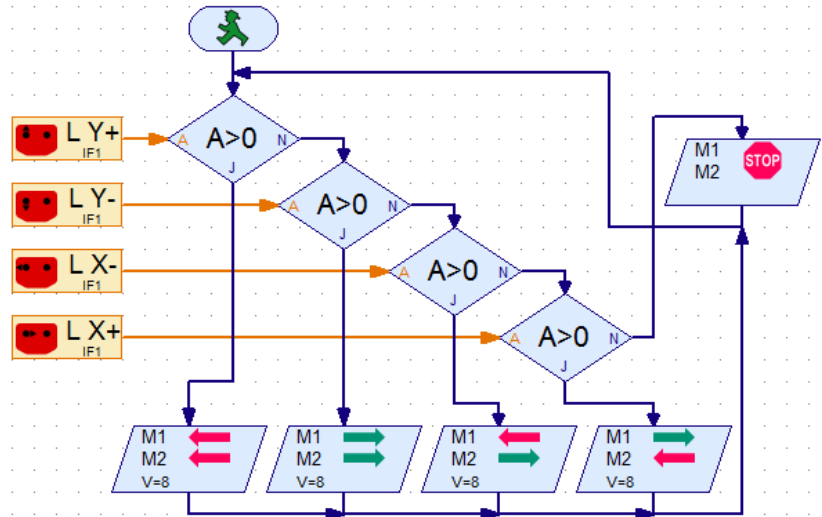 L Y+
IF1
A A>0 N
J
L Y-
IF1
A A>0 N
J
L X-
IF1
A A>0 N
J
L X+
IF1
A A>0 N
J
M1
M2
STOP
M1
M2
V=8
M1
M2
V=8
M1
M2
V=8
M1
M2
V=8